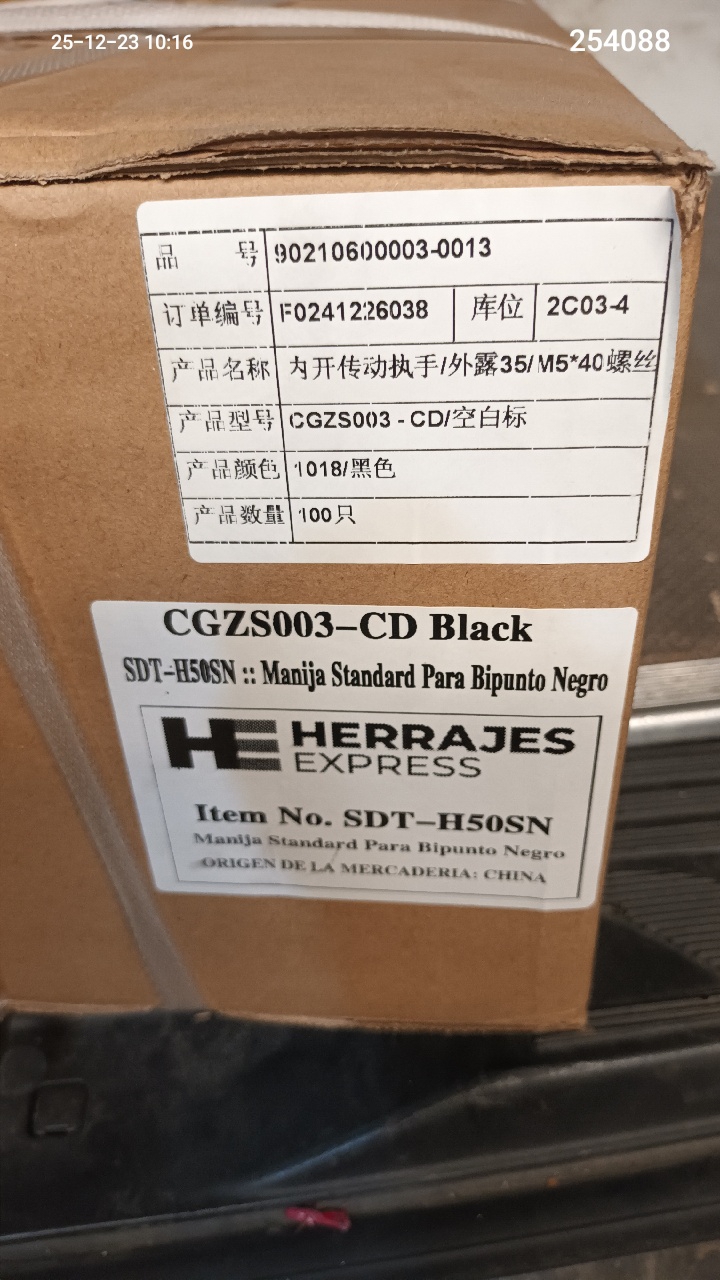 25-12-23 10:16
254088
品 号 90210600003-0013
订单编号 F0241226038 库位 2C03-4
产品名称 内开传动执手/外露35/M5*40螺丝
产品型号 CGZS003 - CD/空白标
产品颜色 1018/黑色
产品数量 100只
CGZS003-CD Black
SDT-H50SN :: Manija Standard Para Bipunto Negro
HE HERRAJES
EXPRESS
Item No. SDT-H50SN
Manija Standard Para Bipunto Negro
ORIGEN DE LA MERCADERIA: CHINA